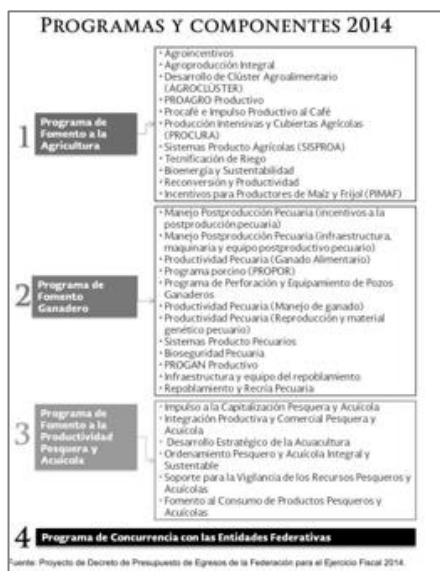 PROGRAMAS Y COMPONENTES 2014
1
Programa de
Fomento a la
Agricultura
• Agroincentivos
• Agroproducción Integral
• Desarrollo de Clúster Agroalimentario
(AGROCLÚSTER)
• PROAGRO Productivo
• Procafé e Impulso Productivo al Café
• Producción Intensivas y Cubiertas Agrícolas
(PROCURA)
• Sistemas Producto Agrícolas (SISPROA)
• Tecnificación de Riego
• Bioenergía y Sustentabilidad
• Reconversión y Productividad
• Incentivos para Productores de Maíz y Frijol (PIMAF)
2
Programa de
Fomento
Ganadero
• Manejo Postproducción Pecuaria (incentivos a la
postproducción pecuaria)
• Manejo Postproducción Pecuaria (infraestructura,
maquinaria y equipo postproductivo pecuario)
• Productividad Pecuaria (Ganado Alimentario)
• Programa porcino (PROPOR)
• Programa de Perforación y Equipamiento de Pozos
Ganaderos
• Productividad Pecuaria (Manejo de ganado)
• Productividad Pecuaria (Reproducción y material
genético pecuario)
• Sistemas Producto Pecuarios
• Bioseguridad Pecuaria
• PROGAN Productivo
• Infraestructura y equipo del repoblamiento
• Repoblamiento y Recría Pecuaria
3
Programa de
Fomento a la
Productividad
Pesquera y
Acuícola
• Impulso a la Capitalización Pesquera y Acuícola
• Integración Productiva y Comercial Pesquera y
Acuícola
• Desarrollo Estratégico de la Acuacultura
• Ordenamiento Pesquero y Acuícola Integral y
Sustentable
• Soporte para la Vigilancia de los Recursos Pesqueros y
Acuícolas
• Fomento al Consumo de Productos Pesqueros y
Acuícolas
4 Programa de Concurrencia con las Entidades Federativas
Fuente: Proyecto de Decreto de Presupuesto de Egresos de la Federación para el Ejercicio Fiscal 2014.